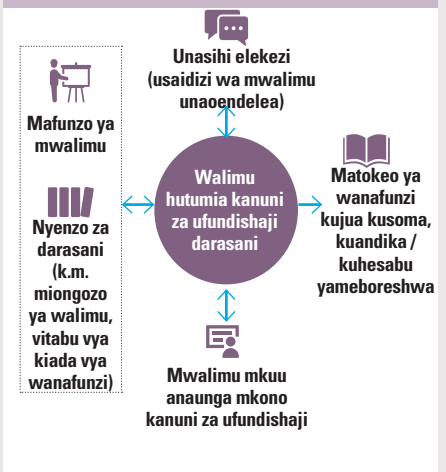 Unasihi elekezi
(usaidizi wa mwalimu
unaoendelea)
Mafunzo ya
mwalimu
Nyenzo za
darasani
(k.m.
miongozo
ya walimu,
vitabu vya
kiada vya
wanafunzi)
Walimu
hutumia kanuni
za ufundishaji
darasani
Matokeo ya
wanafunzi
kujua kusoma,
kuandika /
kuhesabu
yameboreshwa
Mwalimu mkuu
anaunga mkono
kanuni za ufundishaji